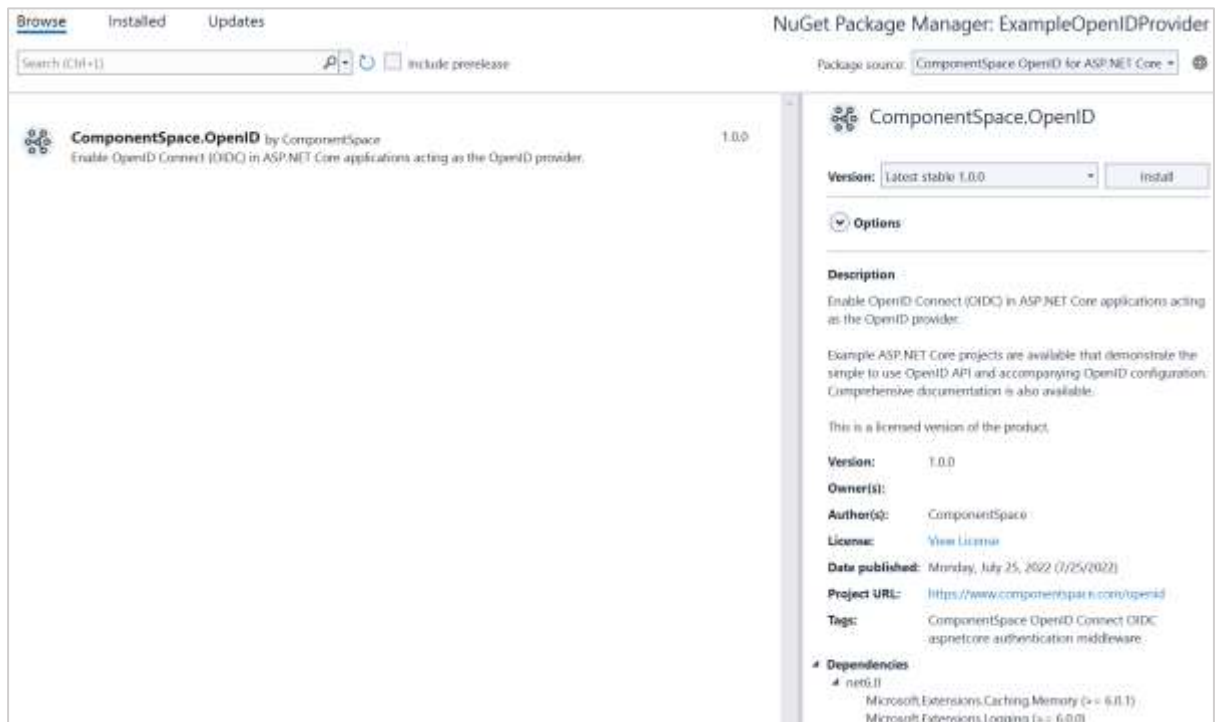 Browse Installed Updates
NuGet Package Manager: ExampleOpenIDProvider
Search (Ctrl+L)
Include prerelease
Package source: ComponentSpace OpenID for ASP.NET Core
ComponentSpace.OpenID by ComponentSpace 1.0.0
Enable OpenID Connect (OIDC) in ASP.NET Core applications acting as the OpenID provider.
ComponentSpace.OpenID
Version: Latest stable 1.0.0 Install
Options
Description
Enable OpenID Connect (OIDC) in ASP.NET Core applications acting
as the OpenID provider.
Example ASP.NET Core projects are available that demonstrate the
simple to use OpenID API and accompanying OpenID configuration.
Comprehensive documentation is also available.
This is a licensed version of the product.
Version: 1.0.0
Owner(s):
Author(s): ComponentSpace
License: View License
Date published: Monday, July 25, 2022 (7/25/2022)
Project URL: https://www.componentspace.com/openid
Tags: ComponentSpace OpenID Connect OIDC
aspnetcore authentication middleware
Dependencies
net6.0
Microsoft.Extensions.Caching.Memory (>= 6.0.1)
Microsoft.Extensions.Logging (>= 6.0.0)